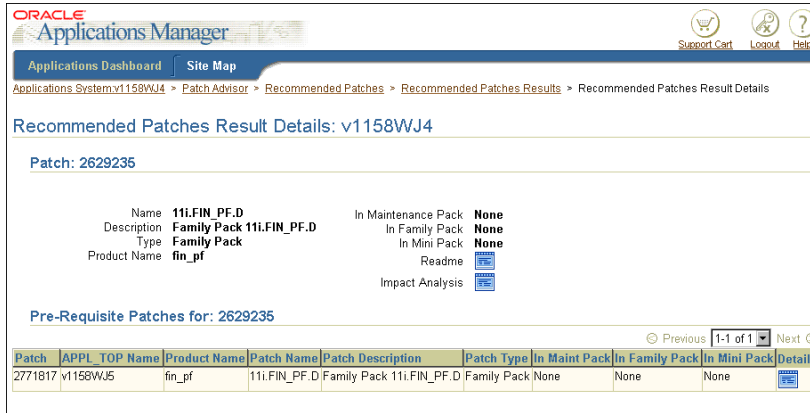 ORACLE
Applications Manager
Support Cart Logout Help
Applications Dashboard Site Map
Applications System:v1158WJ4 > Patch Advisor > Recommended Patches > Recommended Patches Results > Recommended Patches Result Details
Recommended Patches Result Details: v1158WJ4
Patch: 2629235
Name 11i.FIN_PF.D In Maintenance Pack None
Description Family Pack 11i.FIN_PF.D In Family Pack None
Type Family Pack In Mini Pack None
Product Name fin_pf Readme
Impact Analysis
Pre-Requisite Patches for: 2629235
Previous 1-1 of 1 Next
Patch APPL_TOP Name Product Name Patch Name Patch Description Patch Type In Maint Pack In Family Pack In Mini Pack Detail
2771817 v1158WJ5 fin_pf 11i.FIN_PF.D Family Pack 11i.FIN_PF.D Family Pack None None None